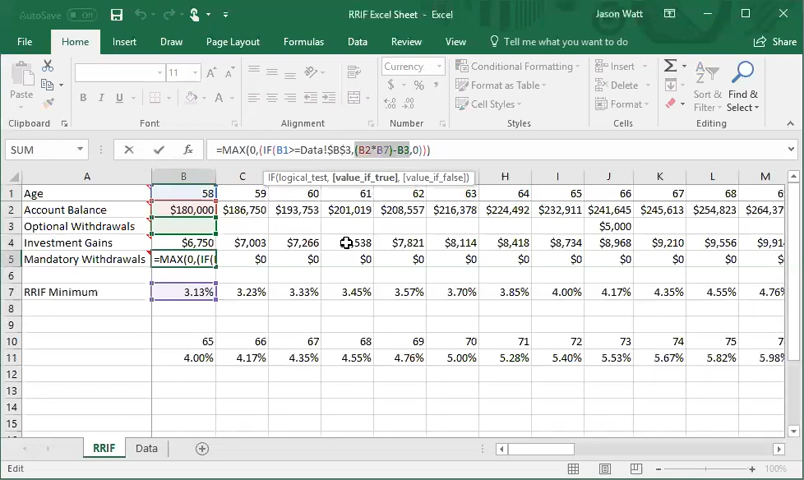 AutoSave Off RRIF Excel Sheet - Excel Jason Watt
File Home Insert Draw Page Layout Formulas Data Review View Tell me what you want to do Share
Paste
11 A A
B I U A
Currency
$ % ,
Conditional Formatting
Format as Table
Cell Styles
Insert
Delete
Format
Σ
Sort & Filter
Find & Select
Clipboard Font Alignment Number Styles Cells Editing
SUM fx =MAX(0,(IF(B1>=Data!$B$3,(B2*B7)-B3,0)))
IF(logical_test, [value_if_true], [value_if_false])
A B C H I J K L M
1 Age 58 59 60 61 62 63 64 65 66 67 68
2 Account Balance $180,000 $186,750 $193,753 $201,019 $208,557 $216,378 $224,492 $232,911 $241,645 $245,613 $254,823 $264,37
3 Optional Withdrawals $5,000
4 Investment Gains $6,750 $7,003 $7,266 538 $7,821 $8,114 $8,418 $8,734 $8,968 $9,210 $9,556 $9,91
5 Mandatory Withdrawals =MAX(0,(IF( $0 $0 $0 $0 $0 $0 $0 $0 $0 $0
6
7 RRIF Minimum 3.13% 3.23% 3.33% 3.45% 3.57% 3.70% 3.85% 4.00% 4.17% 4.35% 4.55% 4.76%
8
9
10 65 66 67 68 69 70 71 72 73 74 75
11 4.00% 4.17% 4.35% 4.55% 4.76% 5.00% 5.28% 5.40% 5.53% 5.67% 5.82% 5.98%
12
13
14
15
RRIF Data
Edit 100%